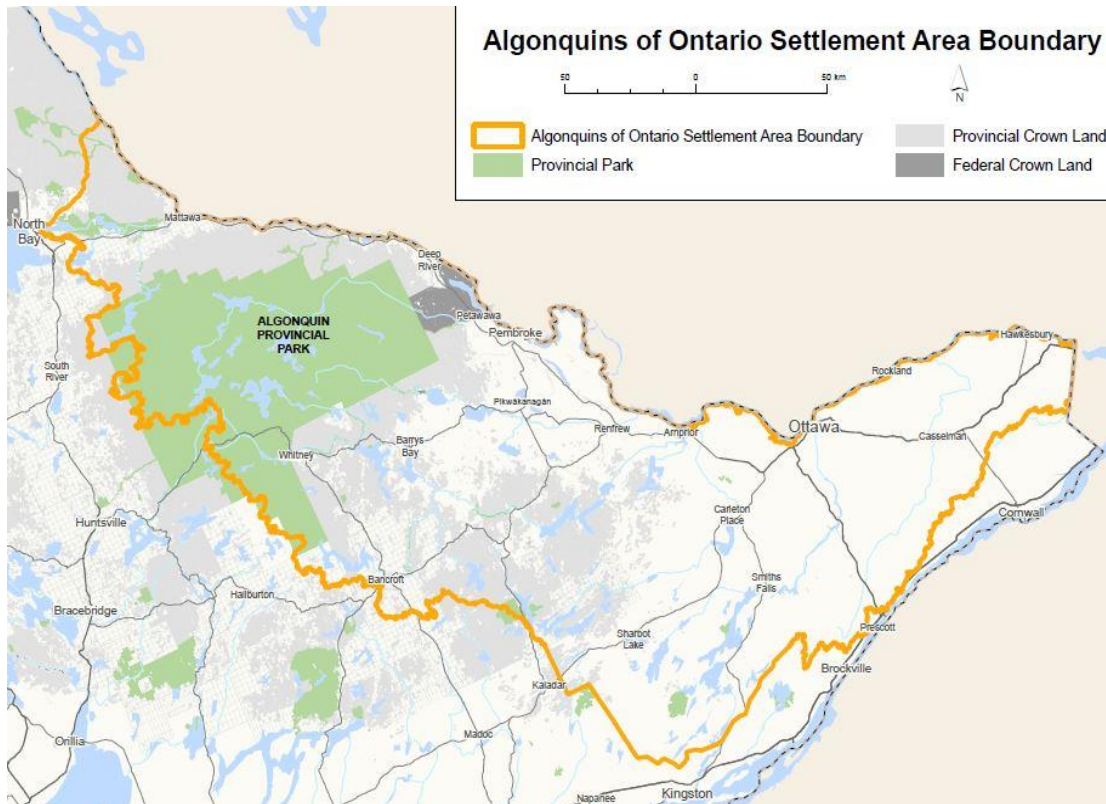 Algonquins of Ontario Settlement Area Boundary
50 0 50 km
N
Algonquins of Ontario Settlement Area Boundary
Provincial Crown Land
Provincial Park
Federal Crown Land
North
Bay
Mattawa
Deep
River
ALGONQUIN
PROVINCIAL
PARK
Petawawa
Pembroke
Hawkesbury
South
River
Rockland
Pikwakanagán
Renfrew
Arnprior
Ottawa
Casselman
Barrys
Bay
Whitney
Huntsville
Carleton
Place
Cornwall
Bancroft
Smiths
Falls
Haliburton
Bracebridge
Prescott
Sharbot
Lake
Brockville
Kaladar
Orillia
Madoc
Napanee
Kingston